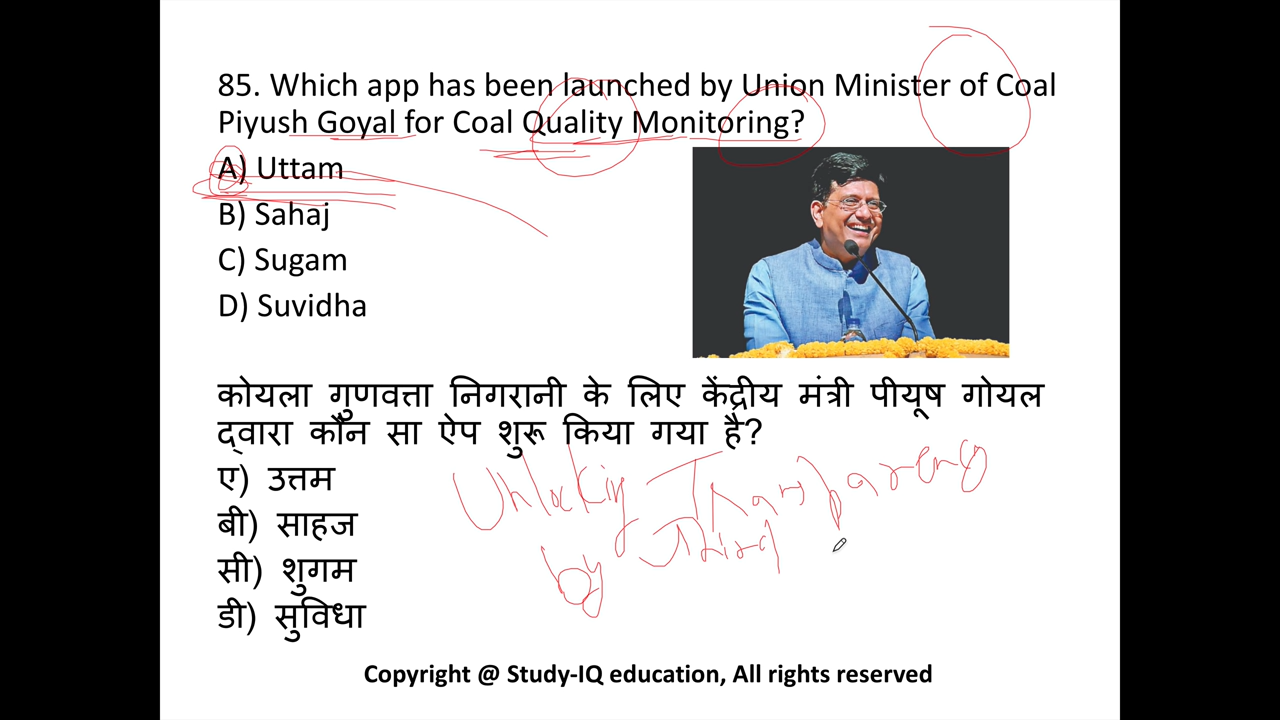 85. Which app has been launched by Union Minister of Coal
Piyush Goyal for Coal Quality Monitoring?
A) Uttam
B) Sahaj
C) Sugam
D) Suvidha
कोयला गुणवत्ता निगरानी के लिए केंद्रीय मंत्री पीयूष गोयल
द्वारा कौन सा ऐप शुरू किया गया है?
ए) उत्तम
बी) साहज
सी) शुगम
डी) सुविधा
Unlocking Transparency
by Third
Copyright @ Study-IQ education, All rights reserved